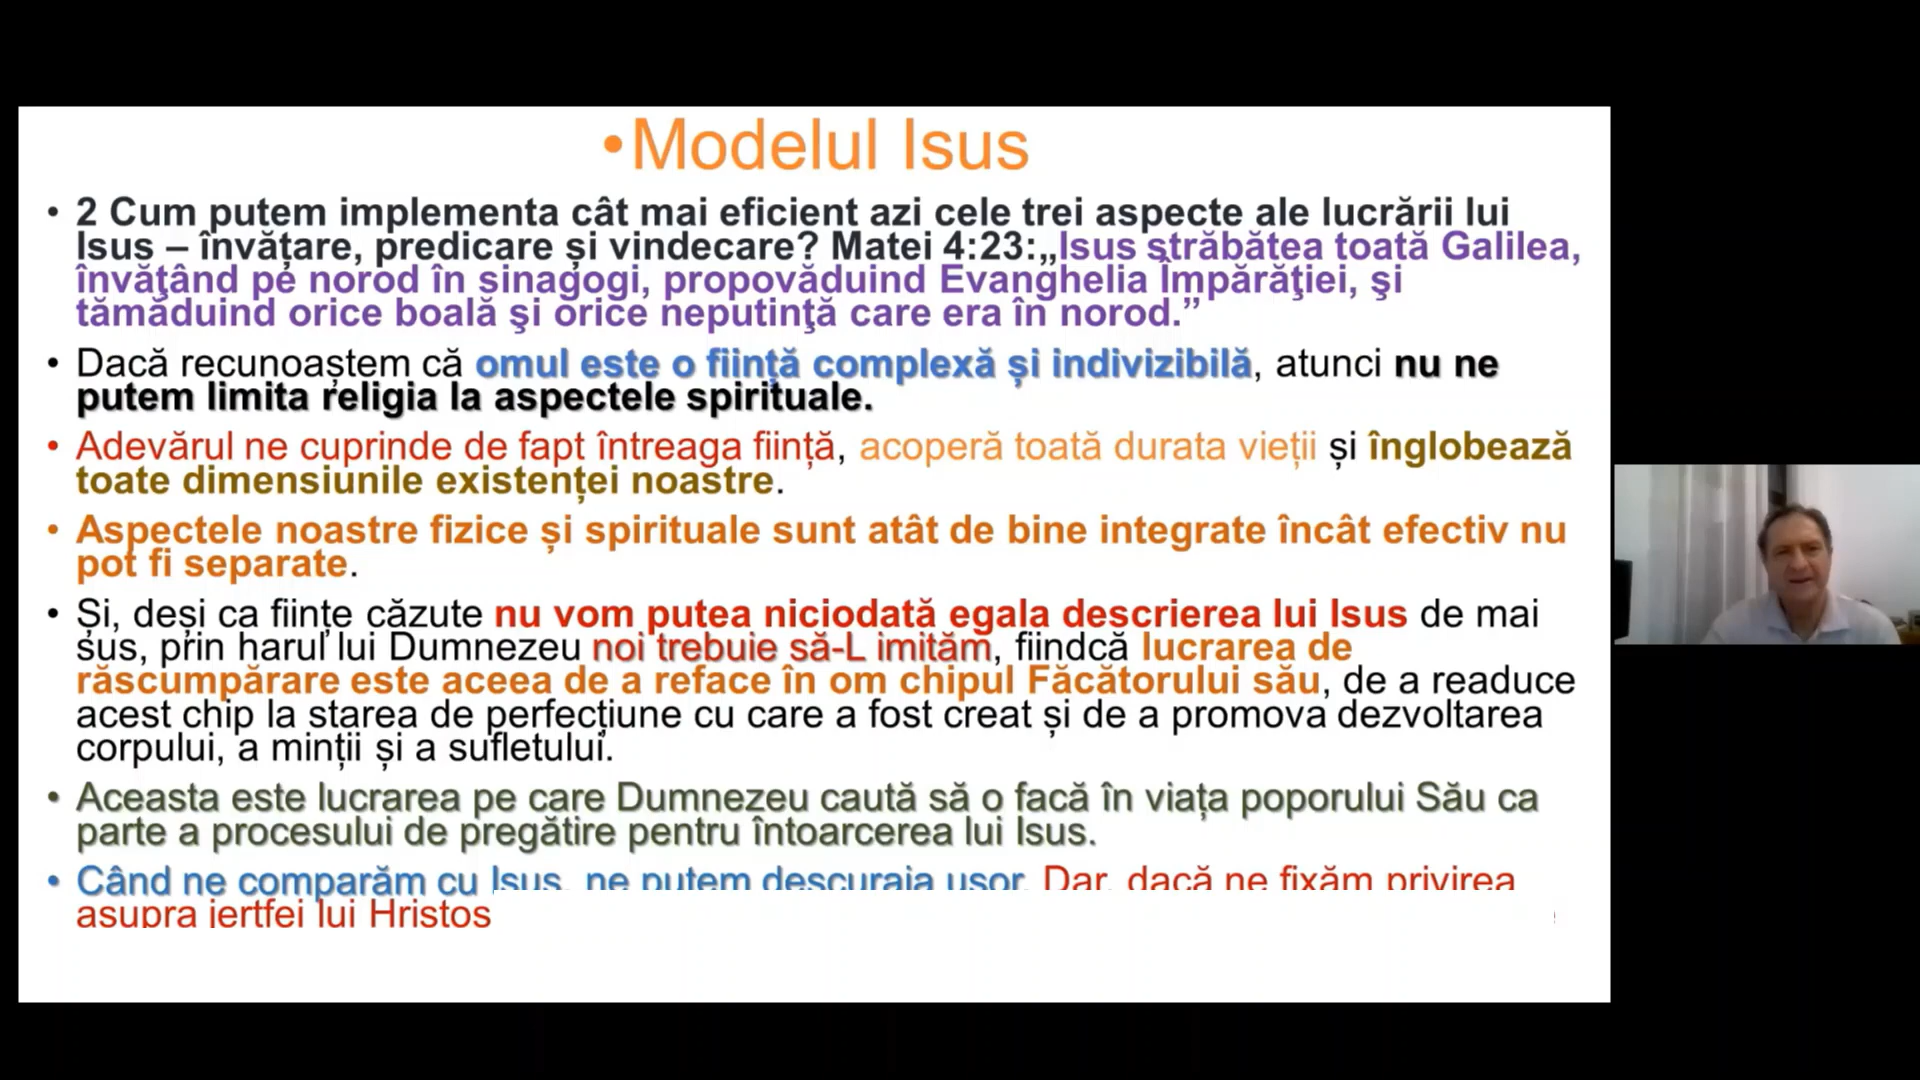 •Modelul Isus
• 2 Cum putem implementa cât mai eficient azi cele trei aspecte ale lucrării lui
Isus – învățare, predicare și vindecare? Matei 4:23:„Isus străbătea toată Galilea,
învăţând pe norod în sinagogi, propovăduind Evanghelia Împărăţiei, şi
tămăduind orice boală şi orice neputinţă care era în norod.”
• Dacă recunoaștem că omul este o ființă complexă și indivizibilă, atunci nu ne
putem limita religia la aspectele spirituale.
• Adevărul ne cuprinde de fapt întreaga ființă, acoperă toată durata vieții și înglobează
toate dimensiunile existenței noastre.
• Aspectele noastre fizice și spirituale sunt atât de bine integrate încât efectiv nu
pot fi separate.
• Și, deși ca ființe căzute nu vom putea niciodată egala descrierea lui Isus de mai
sus, prin harul lui Dumnezeu noi trebuie să-L imităm, fiindcă lucrarea de
răscumpărare este aceea de a reface în om chipul Făcătorului său, de a readuce
acest chip la starea de perfecțiune cu care a fost creat și de a promova dezvoltarea
corpului, a minții și a sufletului.
• Aceasta este lucrarea pe care Dumnezeu caută să o facă în viața poporului Său ca
parte a procesului de pregătire pentru întoarcerea lui Isus.
• Când ne comparăm cu Isus, ne putem descuraja ușor. Dar, dacă ne fixăm privirea
asupra jertfei lui Hristos